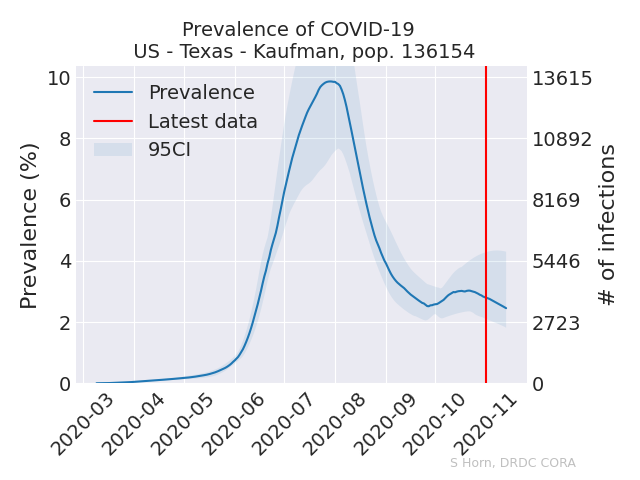 Prevalence of COVID-19
US - Texas - Kaufman, pop. 136154
Prevalence
Latest data
95CI
Prevalence (%)
10
8
6
4
2
0
13615
10892
8169
5446
2723
0
# of infections
2020-03
2020-04
2020-05
2020-06
2020-07
2020-08
2020-09
2020-10
2020-11
S Horn, DRDC CORA